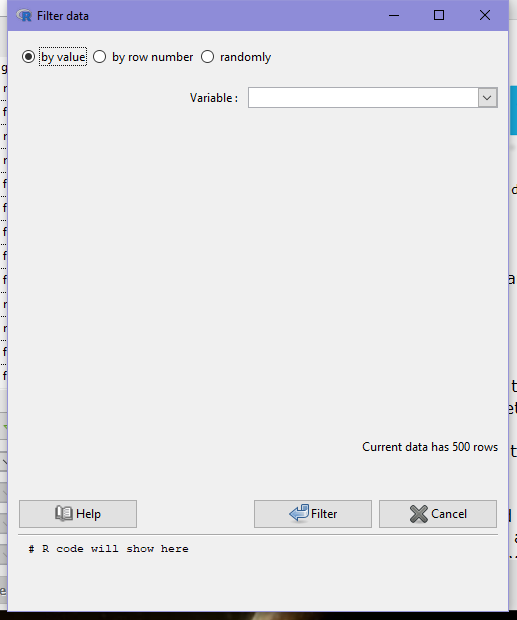 Filter data
by value by row number randomly
Variable :
Current data has 500 rows
Help Filter Cancel
# R code will show here